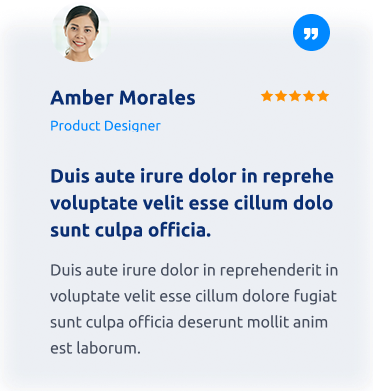 Amber Morales
Product Designer
Duis aute irure dolor in reprehe
voluptate velit esse cillum dolo
sunt culpa officia.
Duis aute irure dolor in reprehenderit in
voluptate velit esse cillum dolore fugiat
sunt culpa officia deserunt mollit anim
est laborum.